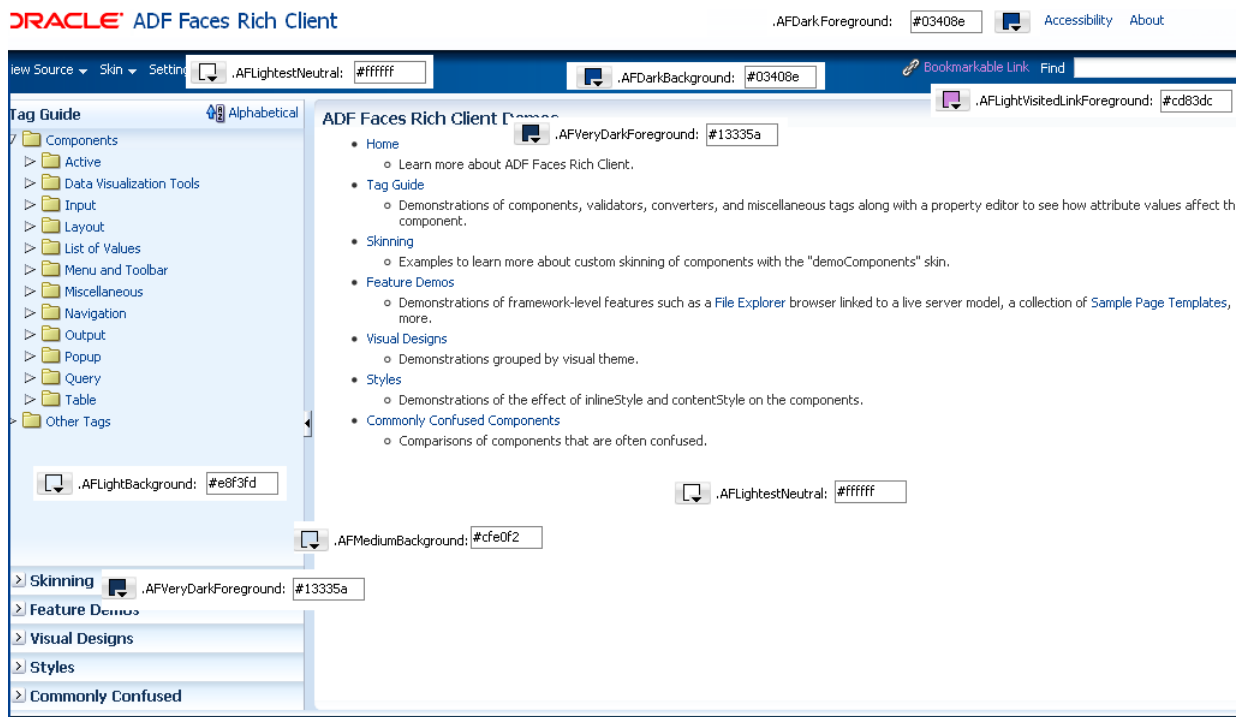 ORACLE ADF Faces Rich Client
.AFDarkForeground: #03408e Accessibility About
iew Source Skin Setting .AFLightestNeutral: #ffffff .AFDarkBackground: #03408e Bookmarkable Link Find
.AFLightVisitedLinkForeground: #cd83dc
Tag Guide Alphabetical
Components
Active
Data Visualization Tools
Input
Layout
List of Values
Menu and Toolbar
Miscellaneous
Navigation
Output
Popup
Query
Table
Other Tags
.AFLightBackground: #e8f3fd
.AFMediumBackground: #cfe0f2
Skinning .AFVeryDarkForeground: #13335a
Feature Demos
Visual Designs
Styles
Commonly Confused
ADF Faces Rich Client Demos
.AFVeryDarkForeground: #13335a
Home
Learn more about ADF Faces Rich Client.
Tag Guide
Demonstrations of components, validators, converters, and miscellaneous tags along with a property editor to see how attribute values affect th
component.
Skinning
Examples to learn more about custom skinning of components with the "demoComponents" skin.
Feature Demos
Demonstrations of framework-level features such as a File Explorer browser linked to a live server model, a collection of Sample Page Templates,
more.
Visual Designs
Demonstrations grouped by visual theme.
Styles
Demonstrations of the effect of inlineStyle and contentStyle on the components.
Commonly Confused Components
Comparisons of components that are often confused.
.AFLightestNeutral: #ffffff